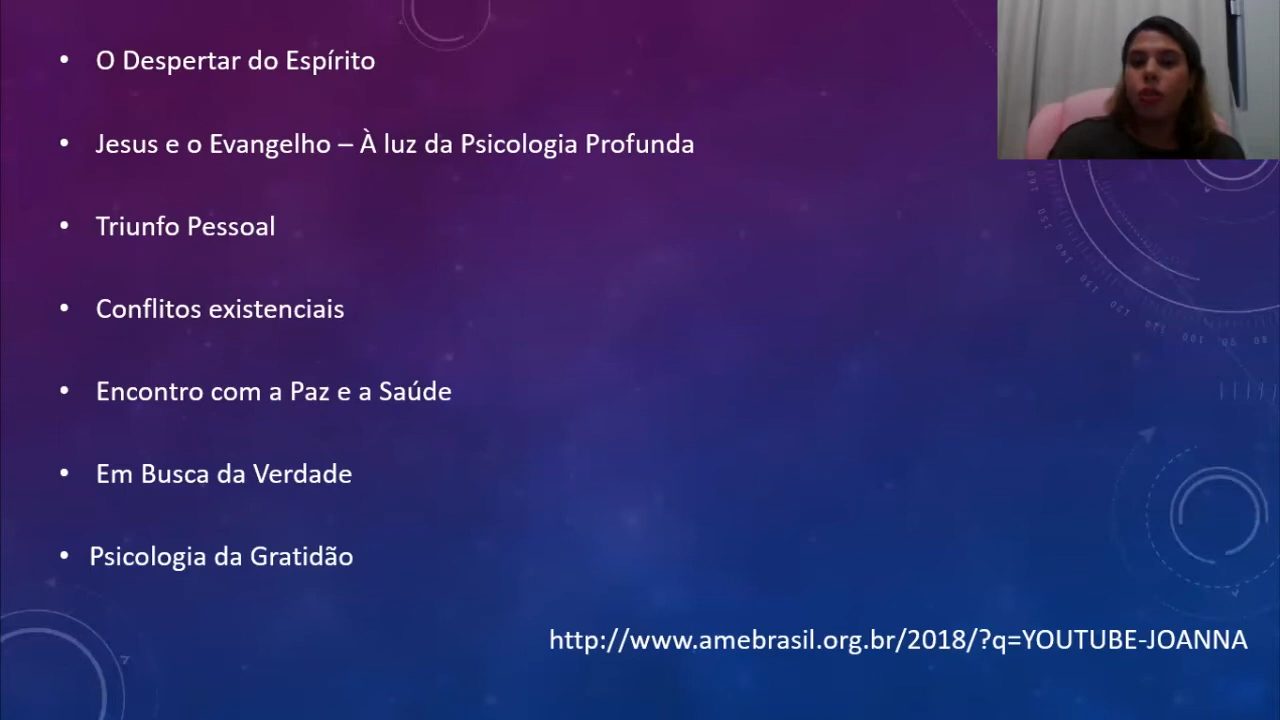 • O Despertar do Espírito
• Jesus e o Evangelho – À luz da Psicologia Profunda
• Triunfo Pessoal
• Conflitos existenciais
• Encontro com a Paz e a Saúde
• Em Busca da Verdade
• Psicologia da Gratidão
http://www.amebrasil.org.br/2018/?q=YOUTUBE-JOANNA